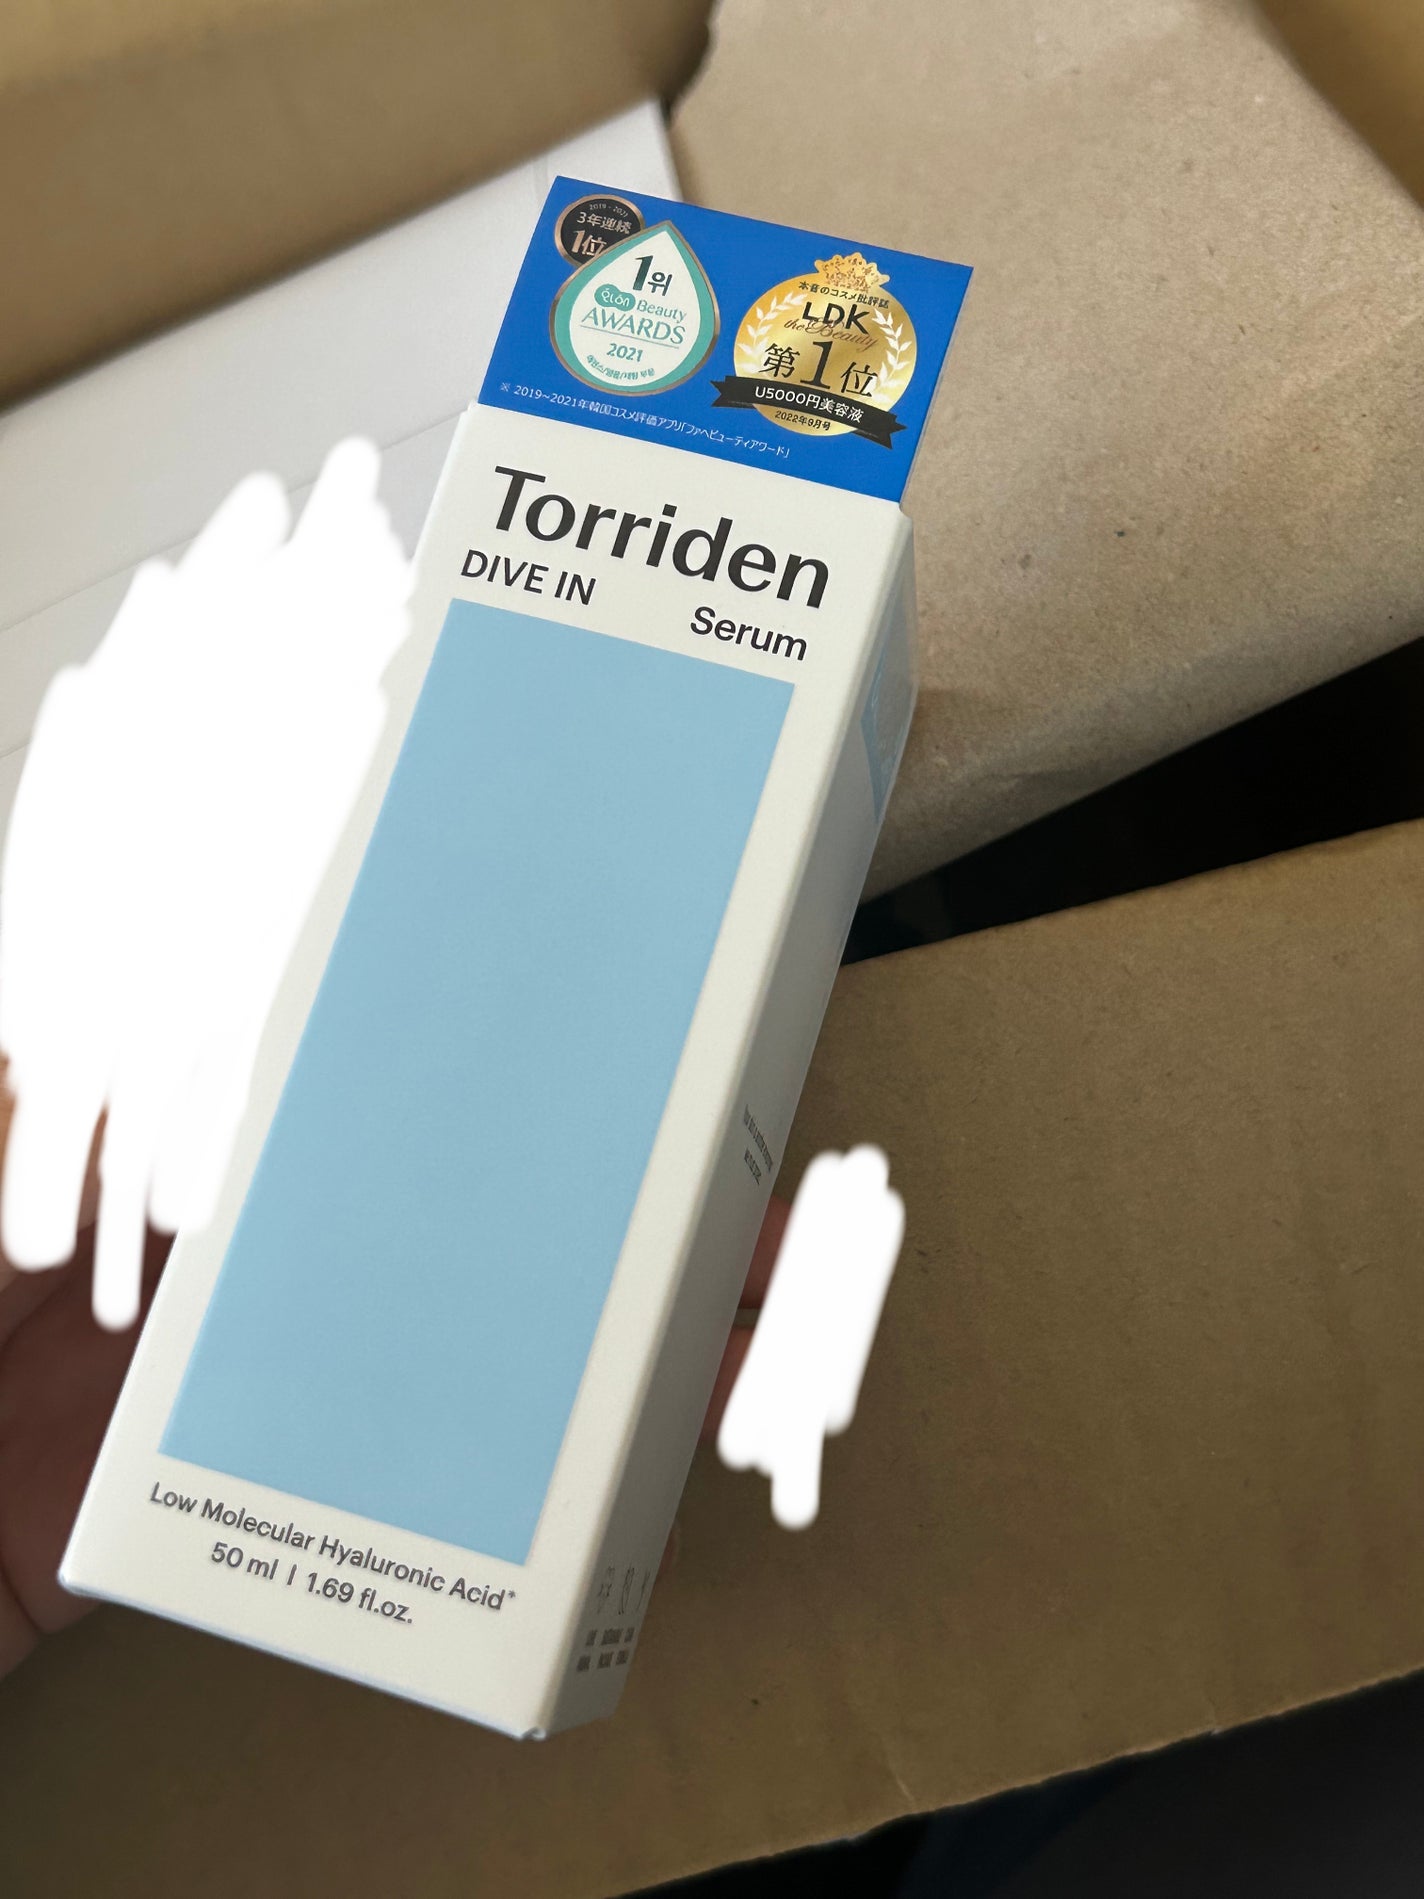 2019 - 2021
3年連続
1位
1위
Beauty
AWARDS
2021
※ 2019~2021年韓国コスメ評価アプリ「ファヘビューティアワード」
本音のコスメ批評誌
LDK
the Beauty
第1位
U5000円美容液
2022年9月号
Torriden
DIVE IN
Serum
Low Molecular Hyaluronic Acid*
50 ml | 1.69 fl.oz.